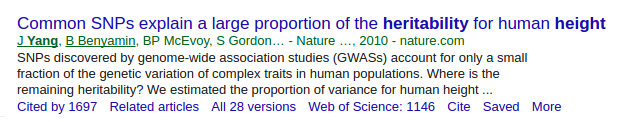 Common SNPs explain a large proportion of the heritability for human height
J Yang, B Benyamin, BP McEvoy, S Gordon… - Nature …, 2010 - nature.com
SNPs discovered by genome-wide association studies (GWASs) account for only a small
fraction of the genetic variation of complex traits in human populations. Where is the
remaining heritability? We estimated the proportion of variance for human height ...
Cited by 1697 Related articles All 28 versions Web of Science: 1146 Cite Saved More